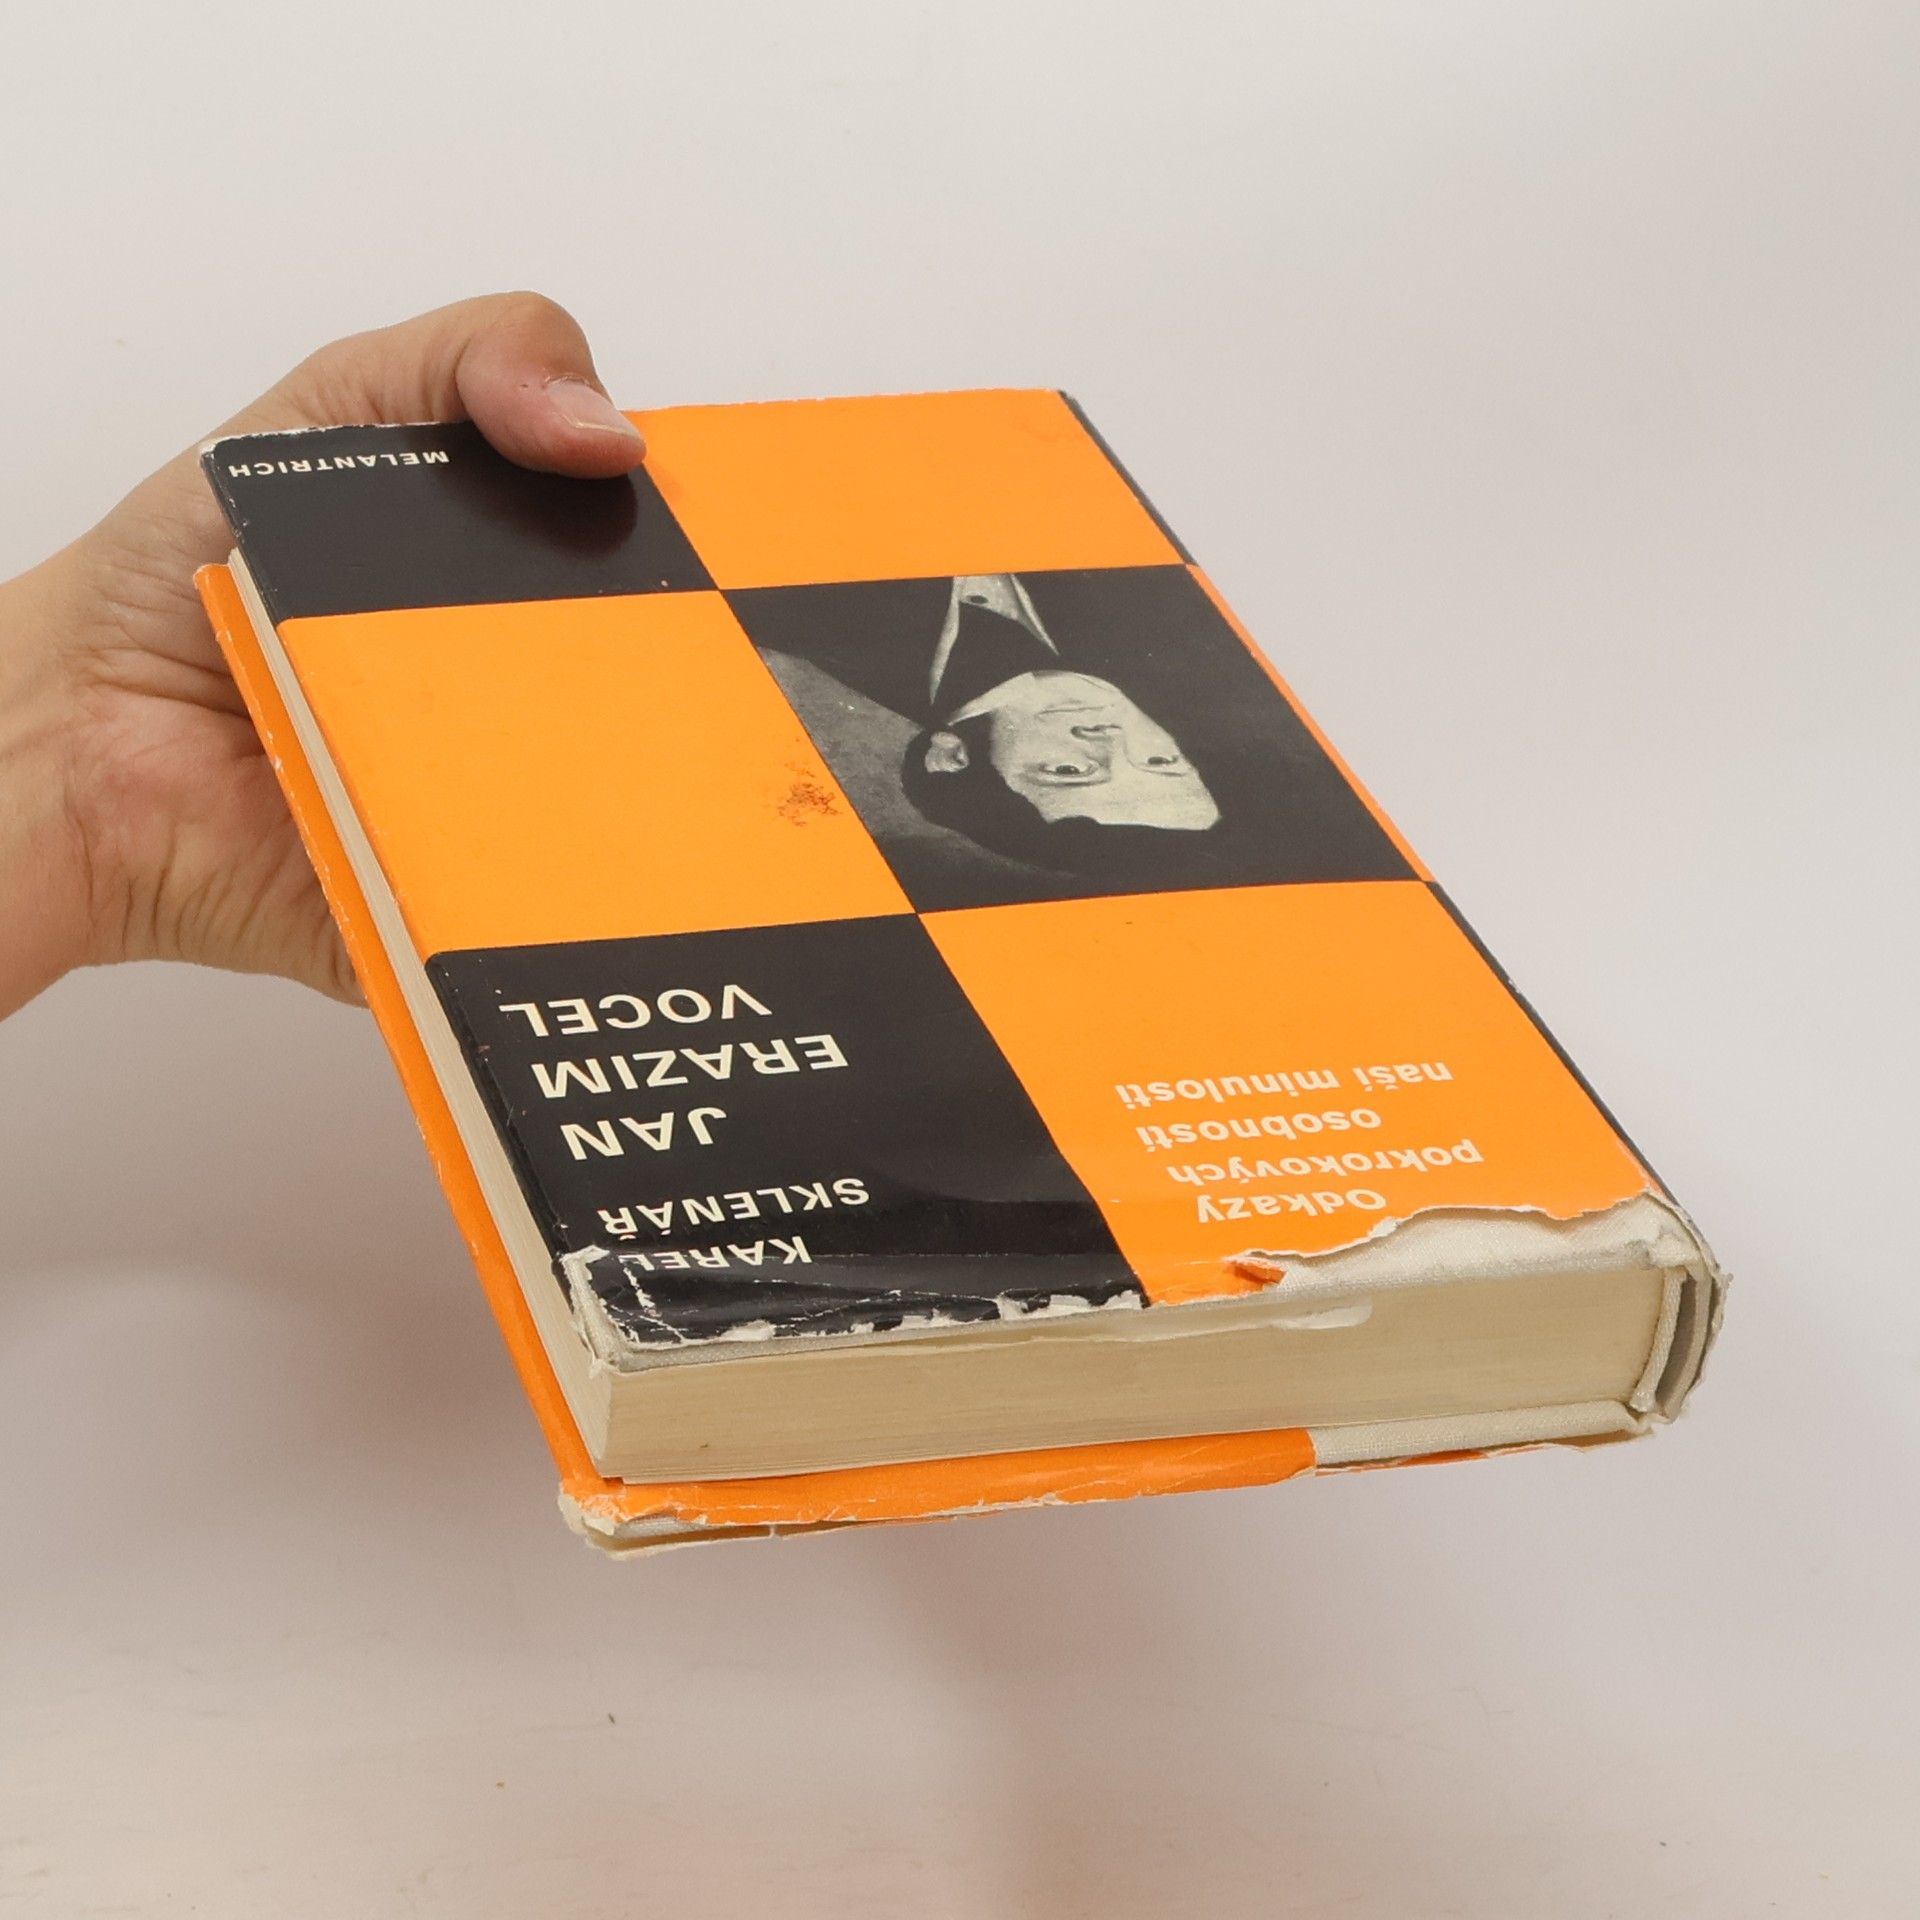 Odkazy
pokrokových
osobností
naší minulosti
KAREL
SKLENÁŘ
JAN
ERAZIM
VOCEL
MELANTRICH